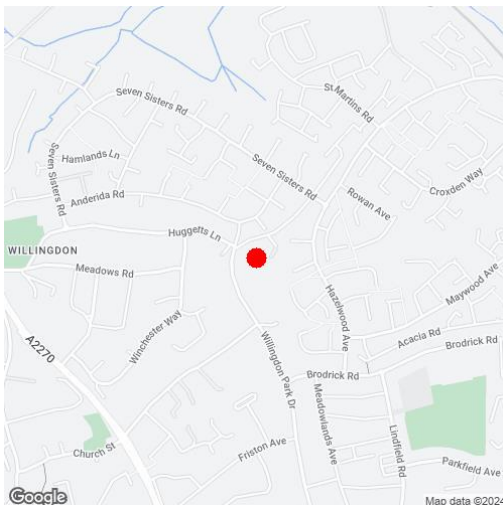 St Martins Rd
Seven Sisters Rd
Hamlands Ln
Seven Sisters Rd
Seven Sisters Rd
Croxden Way
Rowan Ave
Anderida Rd
Huggetts Ln
WILLINGDON
Meadows Rd
Maywood Ave
Hazelwood Ave
Winchester Way
A2270
Willingdon Park Dr
Acacia Rd
Brodrick Rd
Brodrick Rd
Meadowlands Ave
Lindfield Rd
Friston Ave
Church St
Parkfield Ave
Google
Map data ©2024